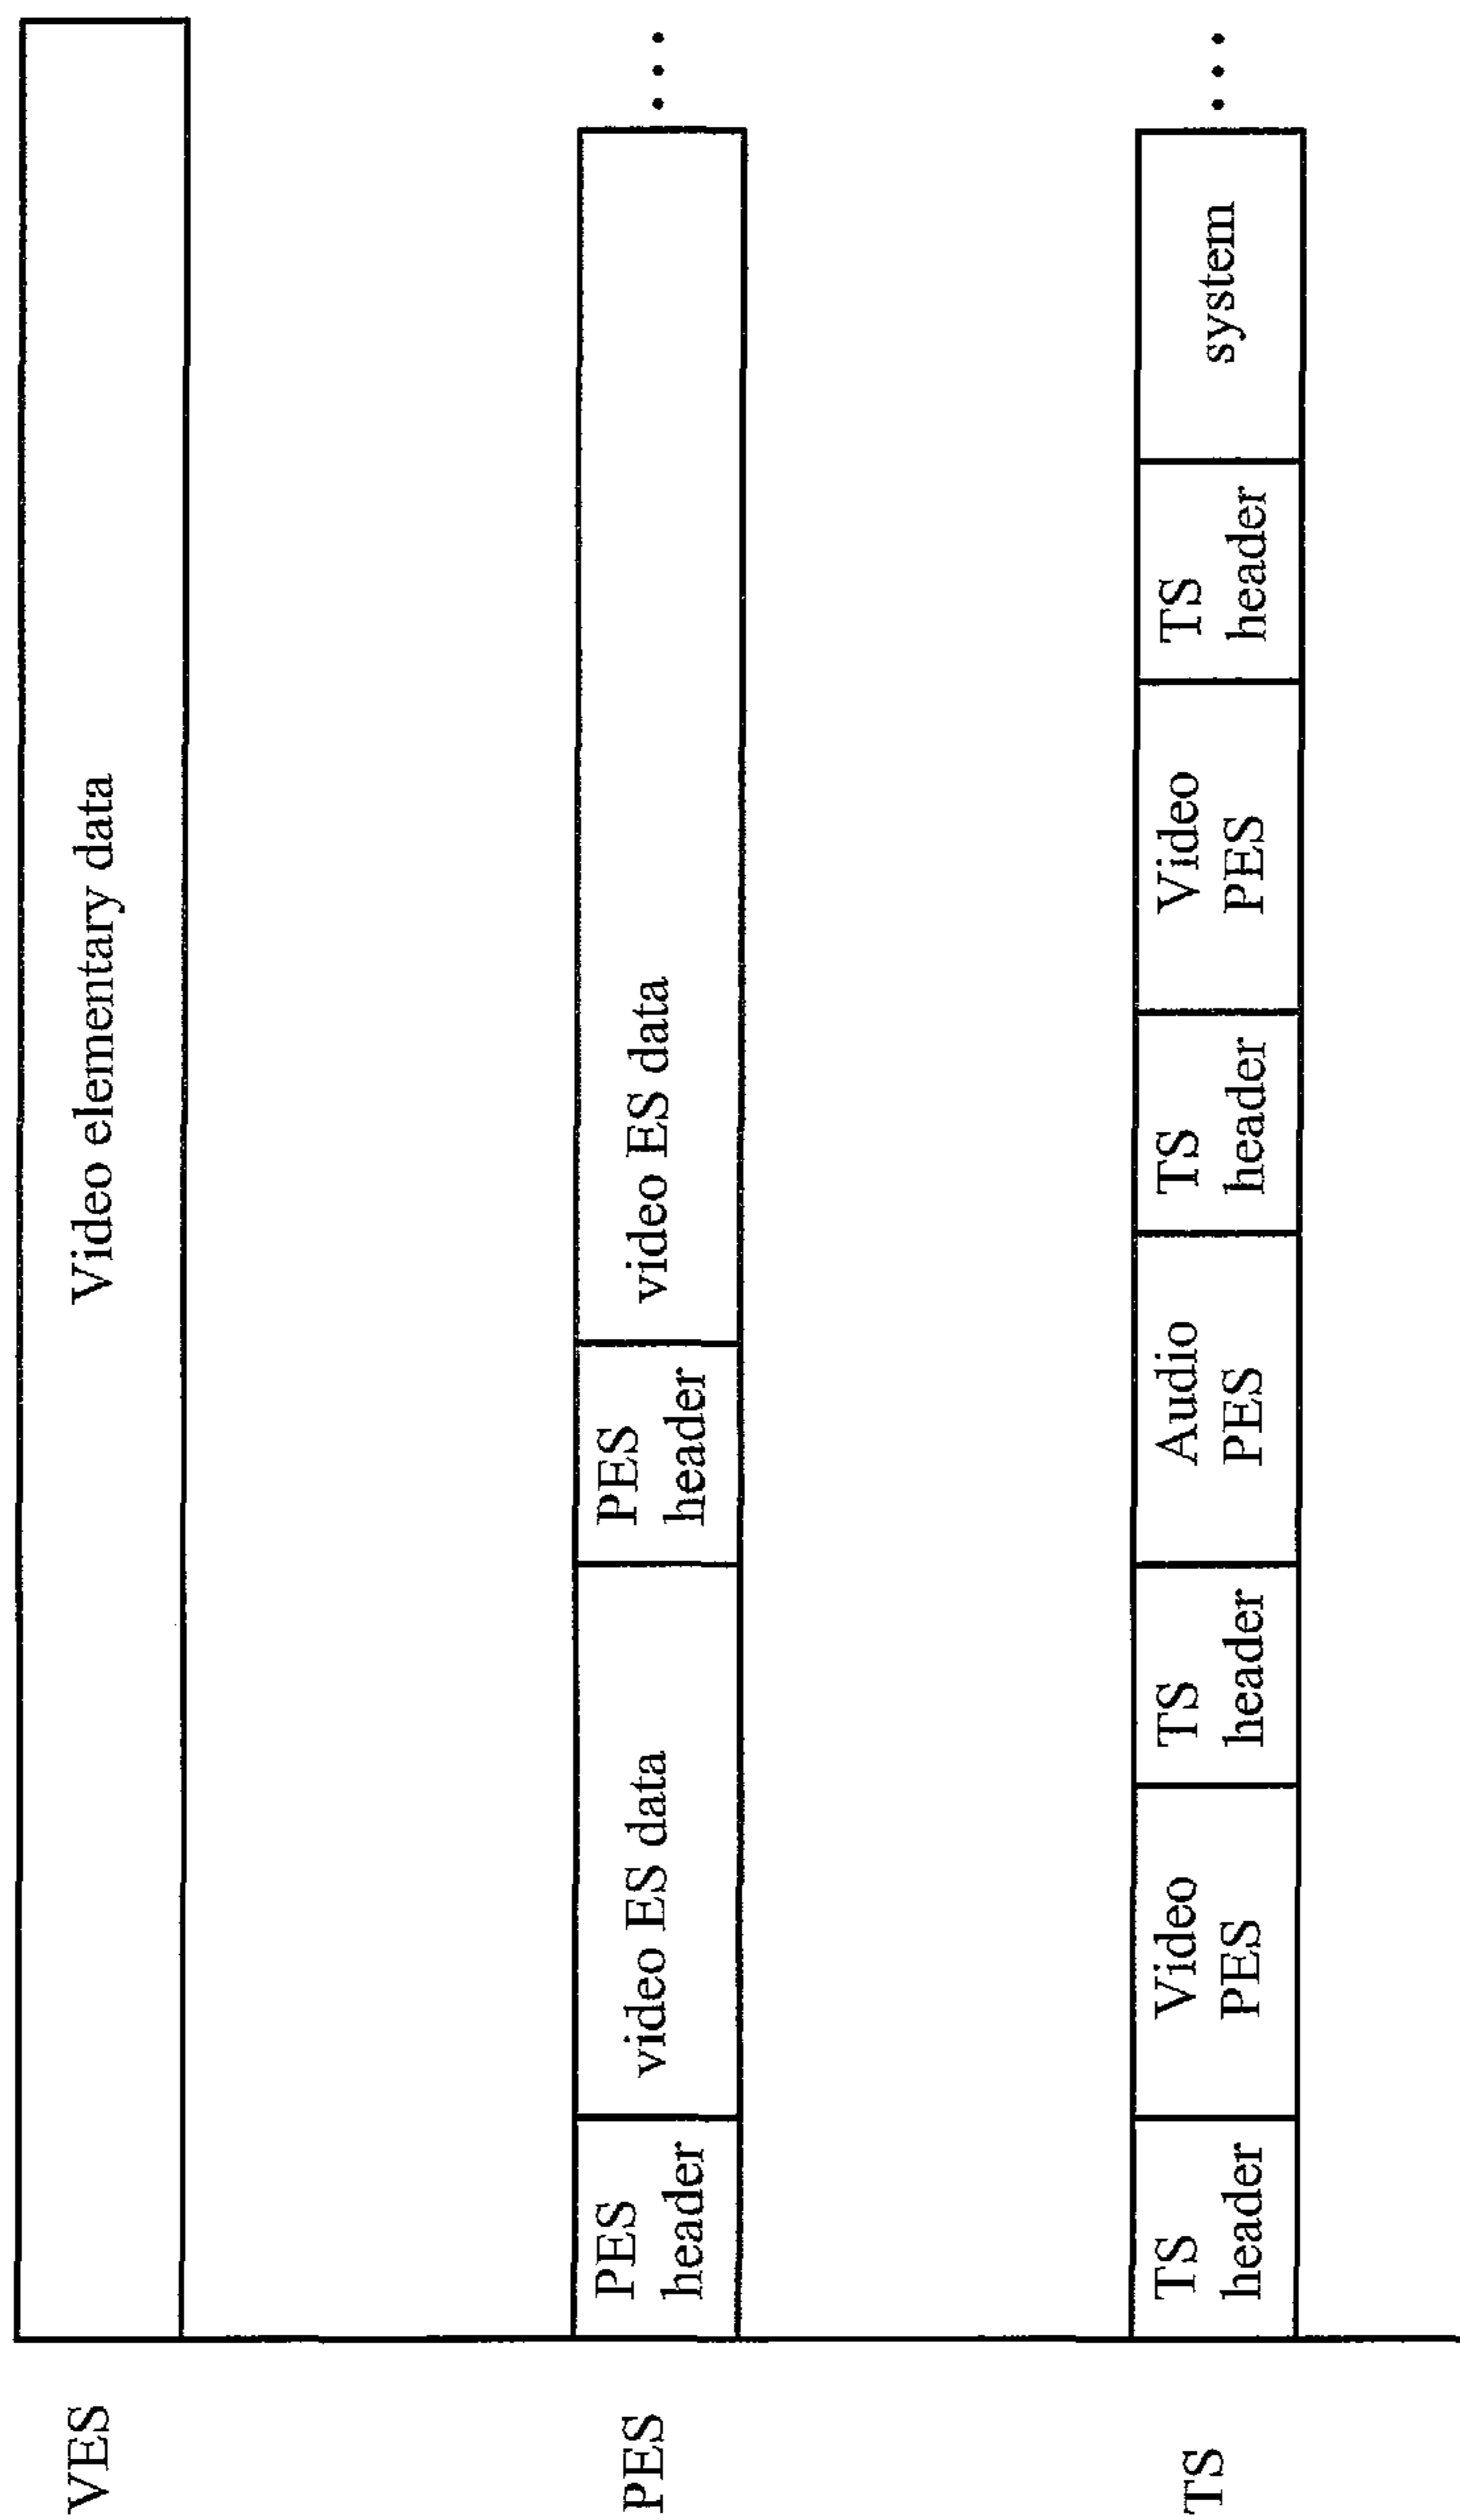 VES
Video elementary data
PES
PES
header
video ES data
PES
header
video ES data
...
TS
TS
header
Video
PES
TS
header
Audio
PES
TS
header
Video
PES
TS
header
system
...